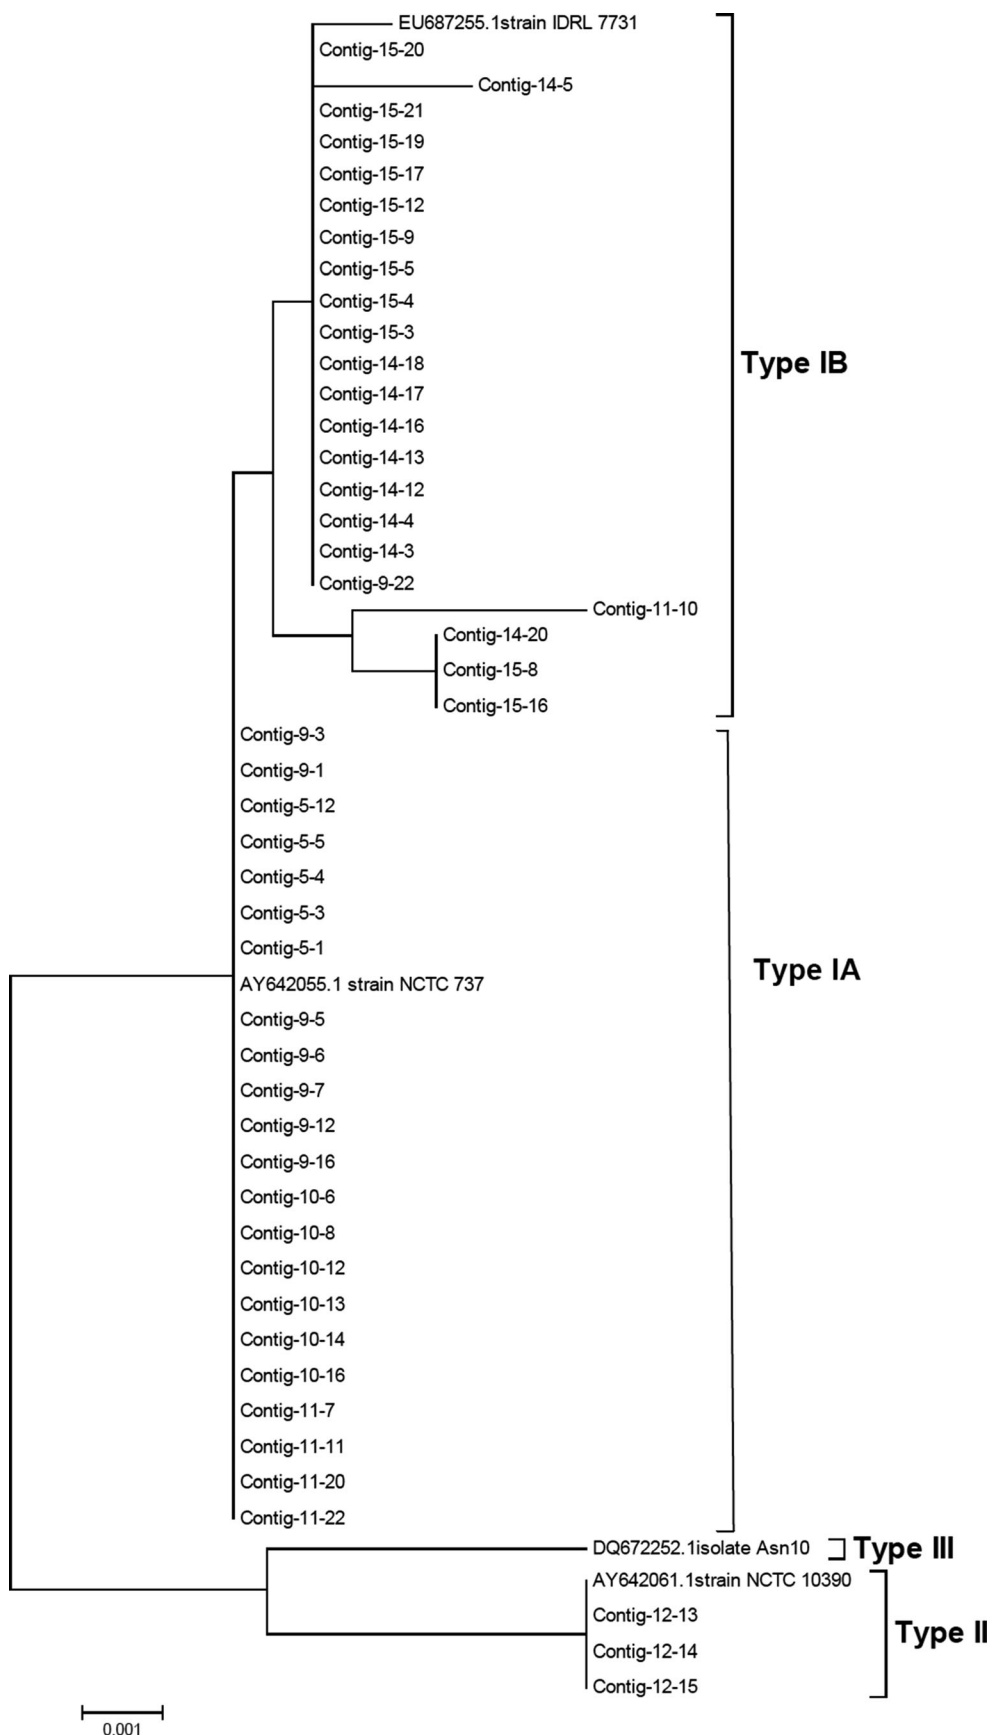 EU687255.1strain IDRL 7731
Contig-15-20
Contig-14-5
Contig-15-21
Contig-15-19
Contig-15-17
Contig-15-12
Contig-15-9
Contig-15-5
Contig-15-4
Contig-15-3
Type IB
Contig-14-18
Contig-14-17
Contig-14-16
Contig-14-13
Contig-14-12
Contig-14-4
Contig-14-3
Contig-9-22
Contig-11-10
Contig-14-20
Contig-15-8
Contig-15-16
Contig-9-3
Contig-9-1
Contig-5-12
Contig-5-5
Contig-5-4
Contig-5-3
Contig-5-1
Type IA
AY642055.1 strain NCTC 737
Contig-9-5
Contig-9-6
Contig-9-7
Contig-9-12
Contig-9-16
Contig-10-6
Contig-10-8
Contig-10-12
Contig-10-13
Contig-10-14
Contig-10-16
Contig-11-7
Contig-11-11
Contig-11-20
Contig-11-22
DQ672252.1isolate Asn10
Type III
AY642061.1strain NCTC 10390
Contig-12-13
Type II
Contig-12-14
Contig-12-15
0.001